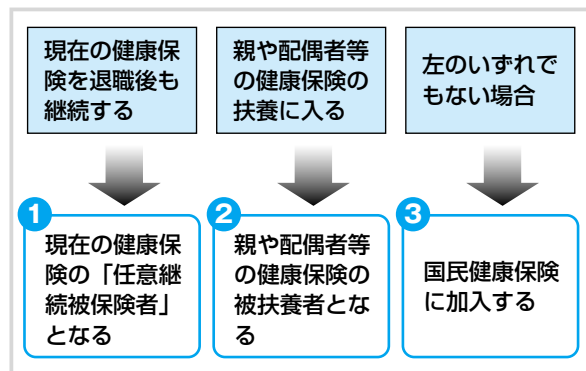 現在の健康保
険を退職後も
継続する
親や配偶者等
の健康保険の
扶養に入る
左のいずれで
もない場合
1
現在の健康保
険の「任意継
続被保険者」
となる
2
親や配偶者等
の健康保険の
被扶養者とな
る
3
国民健康保険
に加入する